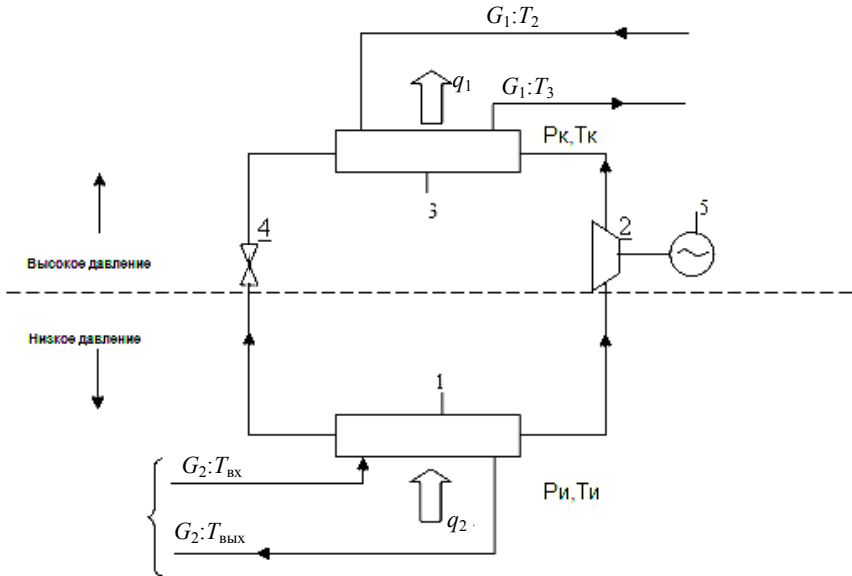 G₁:T₂
q₁
G₁:T₃
Рк,Тк
3
4
2
5
Высокое давление
Низкое давление
1
G₂:Tвх
Ри,Ти
q₂
G₂:Tвых